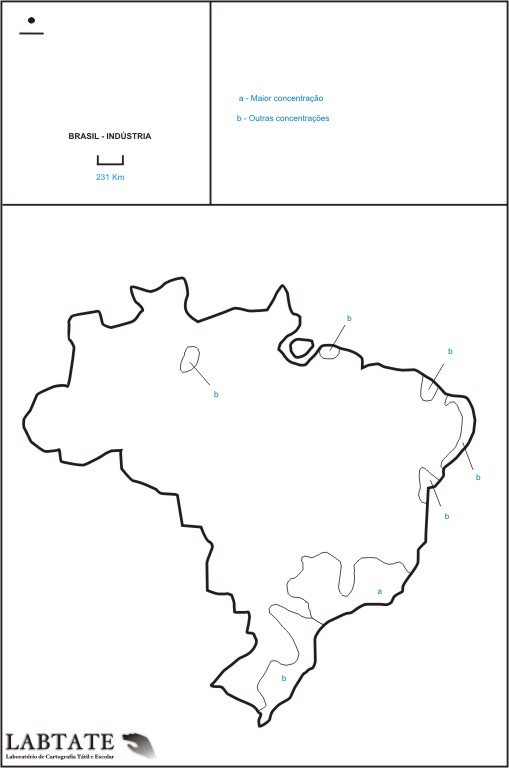 BRASIL - INDÚSTRIA
231 Km
a - Maior concentração
b - Outras concentrações
b
b
b
b
b
a
b
LABTATE
Laboratório de Cartografia Tátil e Escolar